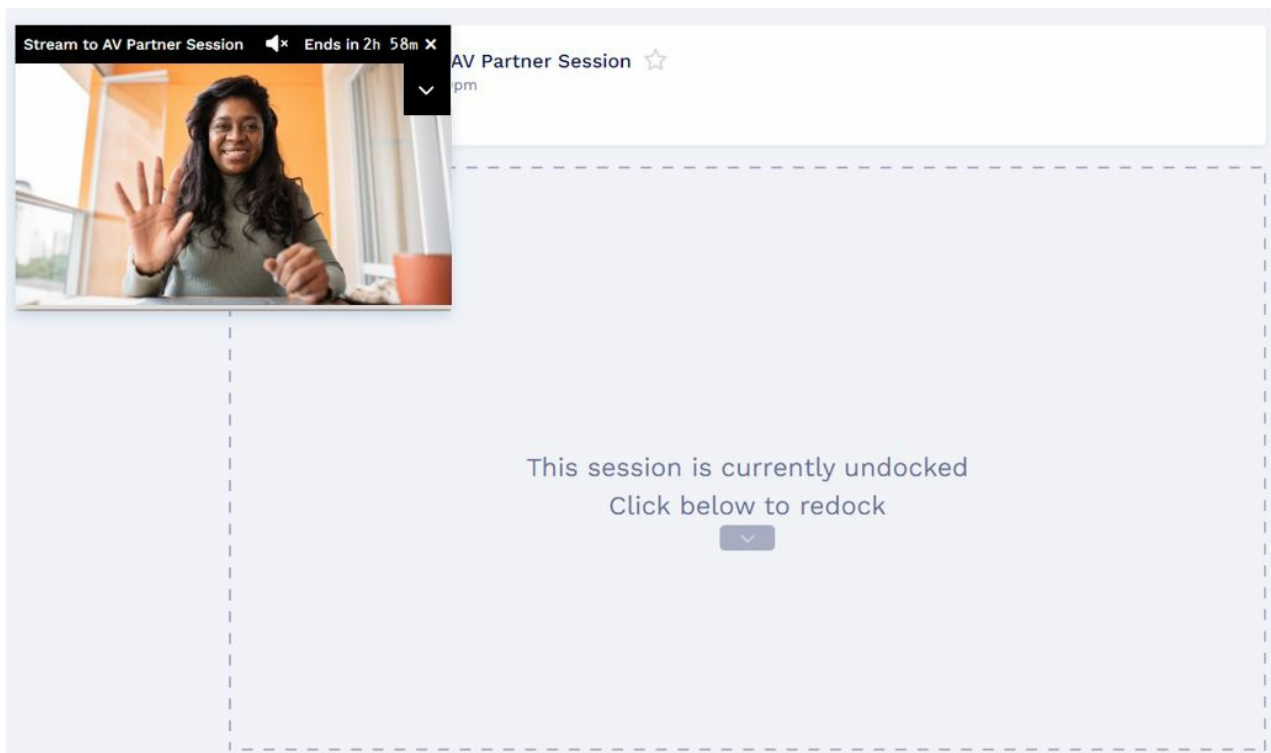 Stream to AV Partner Session Ends in 2h 58m
AV Partner Session
pm
This session is currently undocked
Click below to redock